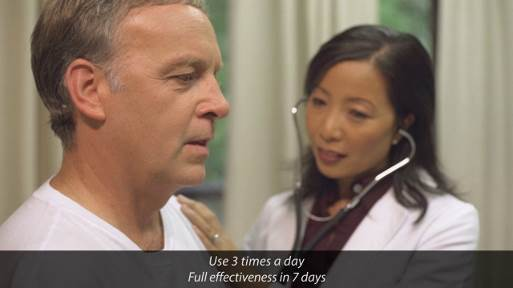 Use 3 times a day
Full effectiveness in 7 days